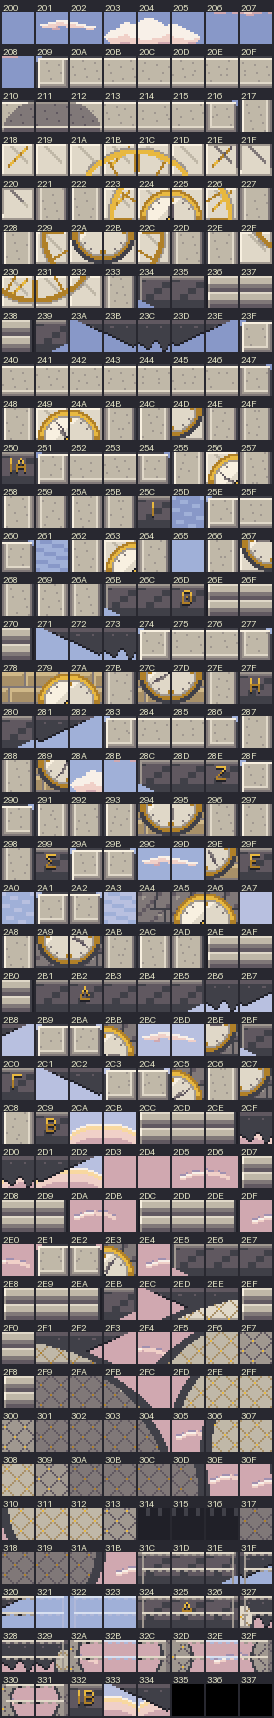 200 201 202 203 204 205 206 207
208 209 20A 20B 20C 20D 20E 20F
210 211 212 213 214 215 216 217
218 219 21A 21B 21C 21D 21E 21F
220 221 222 223 224 225 226 227
228 229 22A 22B 22C 22D 22E 22F
230 231 232 233 234 235 236 237
238 239 23A 23B 23C 23D 23E 23F
240 241 242 243 244 245 246 247
248 249 24A 24B 24C 24D 24E 24F
250 251 252 253 254 255 256 257
IA
258 259 25A 25B 25C 25D 25E 25F
I
260 261 262 263 264 265 266 267
268 269 26A 26B 26C 26D 26E 26F
Θ
270 271 272 273 274 275 276 277
278 279 27A 27B 27C 27D 27E 27F
H
280 281 282 283 284 285 286 287
288 289 28A 28B 28C 28D 28E 28F
Z
290 291 292 293 294 295 296 297
298 299 29A 29B 29C 29D 29E 29F
Σ E
2A0 2A1 2A2 2A3 2A4 2A5 2A6 2A7
2A8 2A9 2AA 2AB 2AC 2AD 2AE 2AF
2B0 2B1 2B2 2B3 2B4 2B5 2B6 2B7
Δ
2B8 2B9 2BA 2BB 2BC 2BD 2BE 2BF
2C0 2C1 2C2 2C3 2C4 2C5 2C6 2C7
Γ
2C8 2C9 2CA 2CB 2CC 2CD 2CE 2CF
B
2D0 2D1 2D2 2D3 2D4 2D5 2D6 2D7
2D8 2D9 2DA 2DB 2DC 2DD 2DE 2DF
2E0 2E1 2E2 2E3 2E4 2E5 2E6 2E7
2E8 2E9 2EA 2EB 2EC 2ED 2EE 2EF
2F0 2F1 2F2 2F3 2F4 2F5 2F6 2F7
2F8 2F9 2FA 2FB 2FC 2FD 2FE 2FF
300 301 302 303 304 305 306 307
308 309 30A 30B 30C 30D 30E 30F
310 311 312 313 314 315 316 317
318 319 31A 31B 31C 31D 31E 31F
320 321 322 323 324 325 326 327
A
328 329 32A 32B 32C 32D 32E 32F
330 331 332 333 334 335 336 337
IB